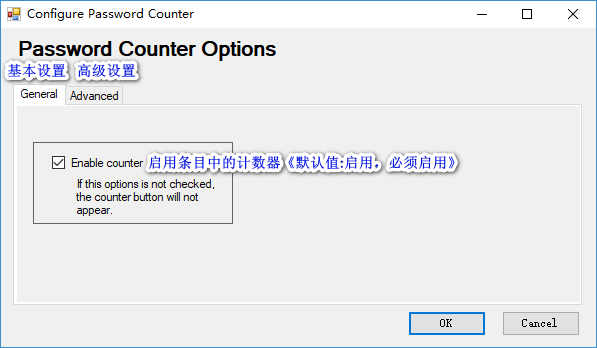 Configure Password Counter
Password Counter Options
基本设置 高级设置
General Advanced
Enable counter 启用条目中的计数器《默认值:启用。必须启用》
If this options is not checked,
the counter button will not
appear.
OK Cancel